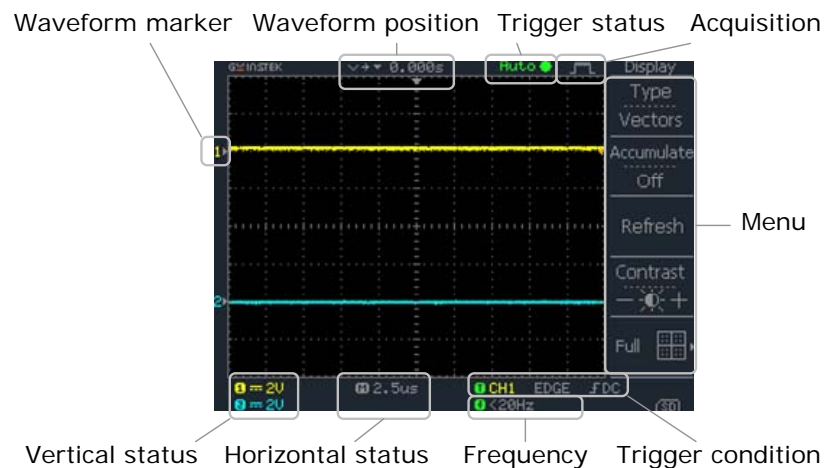 Waveform marker Waveform position Trigger status Acquisition
GW INSTEK 0.000s Auto Display
Type
Vectors
1 Accumulate
Off
Refresh Menu
Contrast
2 — +
Full
1 2V M 2.5us T CH1 EDGE DC
2 2V <20Hz SD
Vertical status Horizontal status Frequency Trigger condition